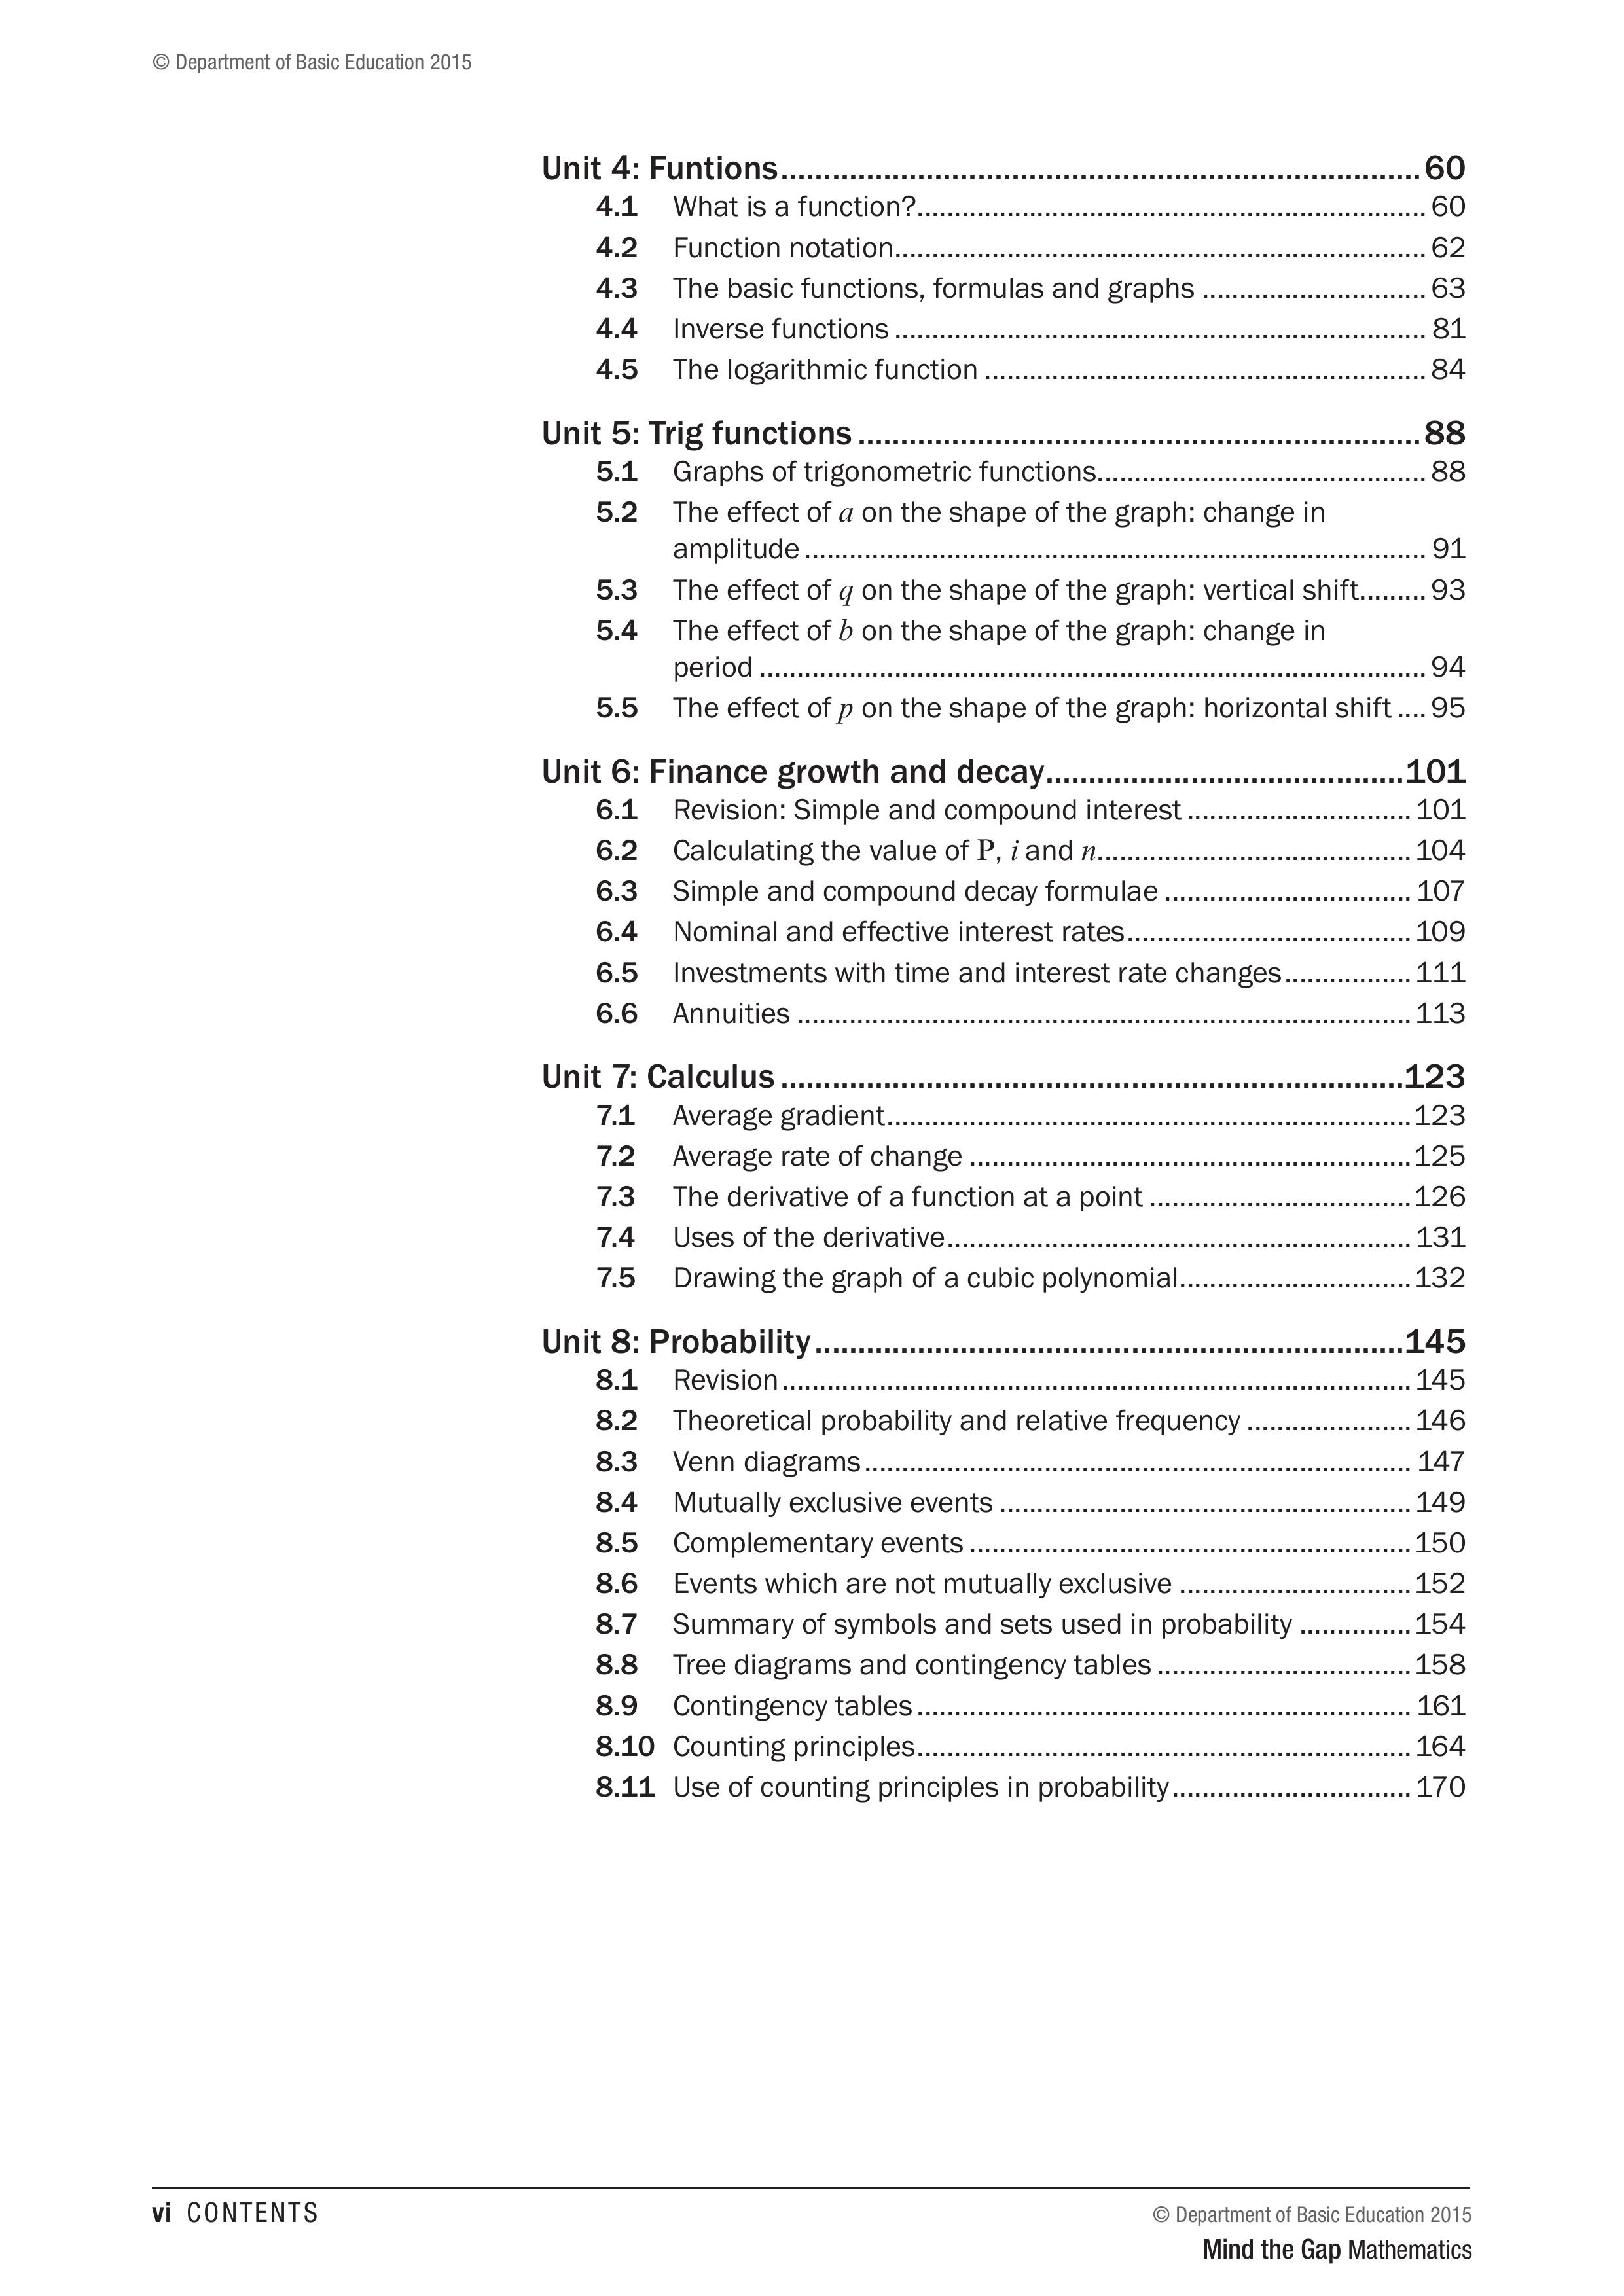 © Department of Basic Education 2015
Unit 4: Funtions............................................................................60
4.1 What is a function?.................................................................... 60
4.2 Function notation....................................................................... 62
4.3 The basic functions, formulas and graphs .............................. 63
4.4 Inverse functions ....................................................................... 81
4.5 The logarithmic function ........................................................... 84
Unit 5: Trig functions ..................................................................88
5.1 Graphs of trigonometric functions............................................ 88
5.2 The effect of a on the shape of the graph: change in
amplitude ................................................................................... 91
5.3 The effect of q on the shape of the graph: vertical shift......... 93
5.4 The effect of b on the shape of the graph: change in
period ......................................................................................... 94
5.5 The effect of p on the shape of the graph: horizontal shift .... 95
Unit 6: Finance growth and decay..........................................101
6.1 Revision: Simple and compound interest .............................. 101
6.2 Calculating the value of P, i and n.......................................... 104
6.3 Simple and compound decay formulae ................................. 107
6.4 Nominal and effective interest rates...................................... 109
6.5 Investments with time and interest rate changes................. 111
6.6 Annuities .................................................................................. 113
Unit 7: Calculus .........................................................................123
7.1 Average gradient......................................................................123
7.2 Average rate of change ...........................................................125
7.3 The derivative of a function at a point ...................................126
7.4 Uses of the derivative.............................................................. 131
7.5 Drawing the graph of a cubic polynomial...............................132
Unit 8: Probability.....................................................................145
8.1 Revision.................................................................................... 145
8.2 Theoretical probability and relative frequency ...................... 146
8.3 Venn diagrams......................................................................... 147
8.4 Mutually exclusive events ....................................................... 149
8.5 Complementary events ........................................................... 150
8.6 Events which are not mutually exclusive ............................... 152
8.7 Summary of symbols and sets used in probability ............... 154
8.8 Tree diagrams and contingency tables .................................. 158
8.9 Contingency tables .................................................................. 161
8.10 Counting principles.................................................................. 164
8.11 Use of counting principles in probability................................ 170
vi CONTENTS
© Department of Basic Education 2015
Mind the Gap Mathematics